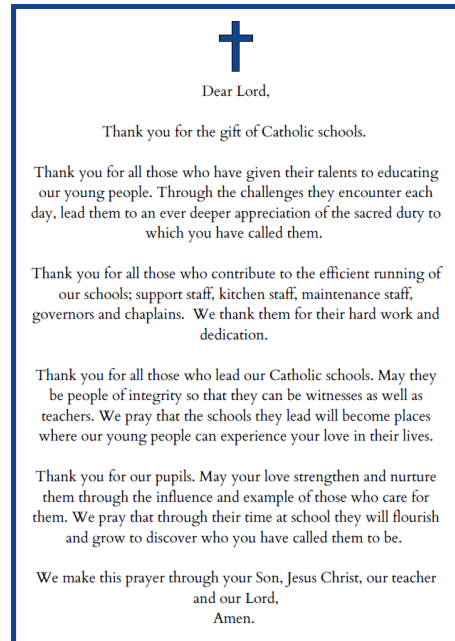 Dear Lord,
Thank you for the gift of Catholic schools.
Thank you for all those who have given their talents to educating
our young people. Through the challenges they encounter each
day, lead them to an ever deeper appreciation of the sacred duty to
which you have called them.
Thank you for all those who contribute to the efficient running of
our schools; support staff, kitchen staff, maintenance staff,
governors and chaplains. We thank them for their hard work and
dedication.
Thank you for all those who lead our Catholic schools. May they
be people of integrity so that they can be witnesses as well as
teachers. We pray that the schools they lead will become places
where our young people can experience your love in their lives.
Thank you for our pupils. May your love strengthen and nurture
them through the influence and example of those who care for
them. We pray that through their time at school they will flourish
and grow to discover who you have called them to be.
We make this prayer through your Son, Jesus Christ, our teacher
and our Lord,
Amen.